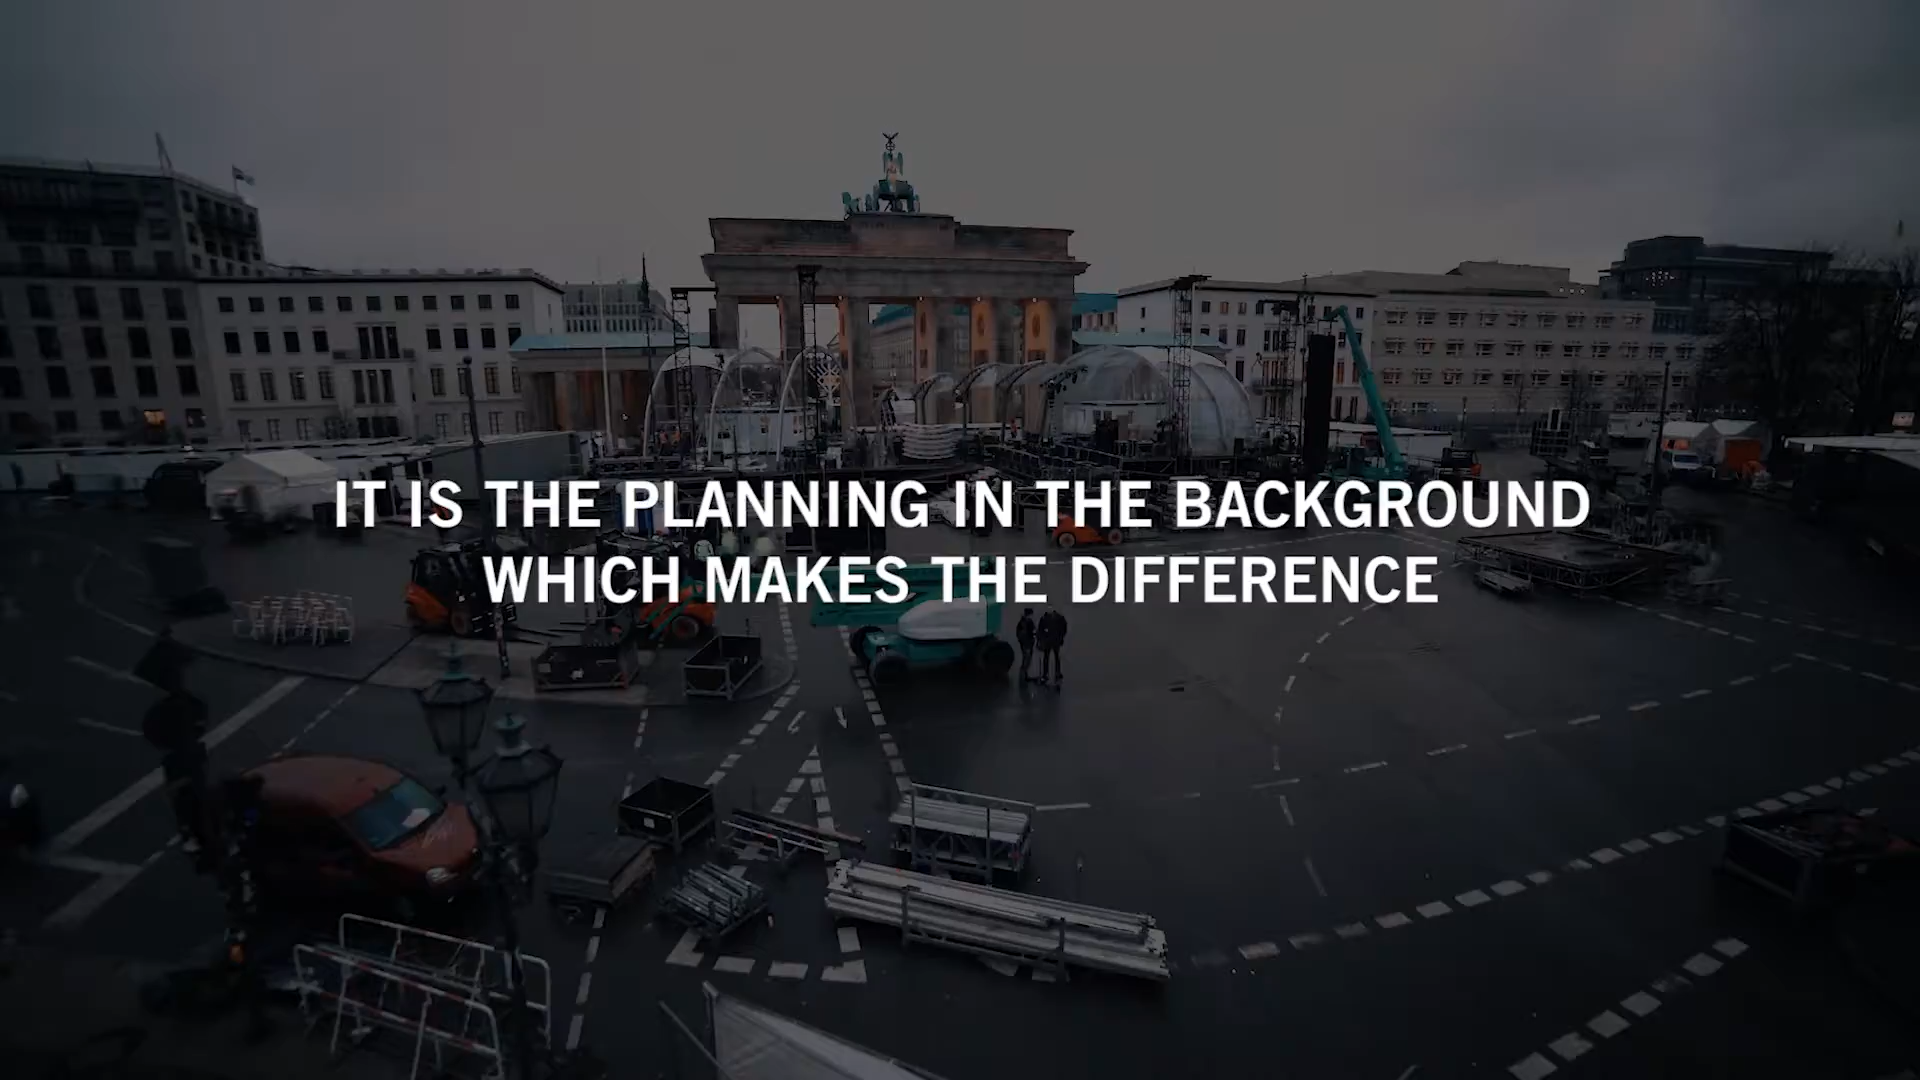 IT IS THE PLANNING IN THE BACKGROUND
WHICH MAKES THE DIFFERENCE